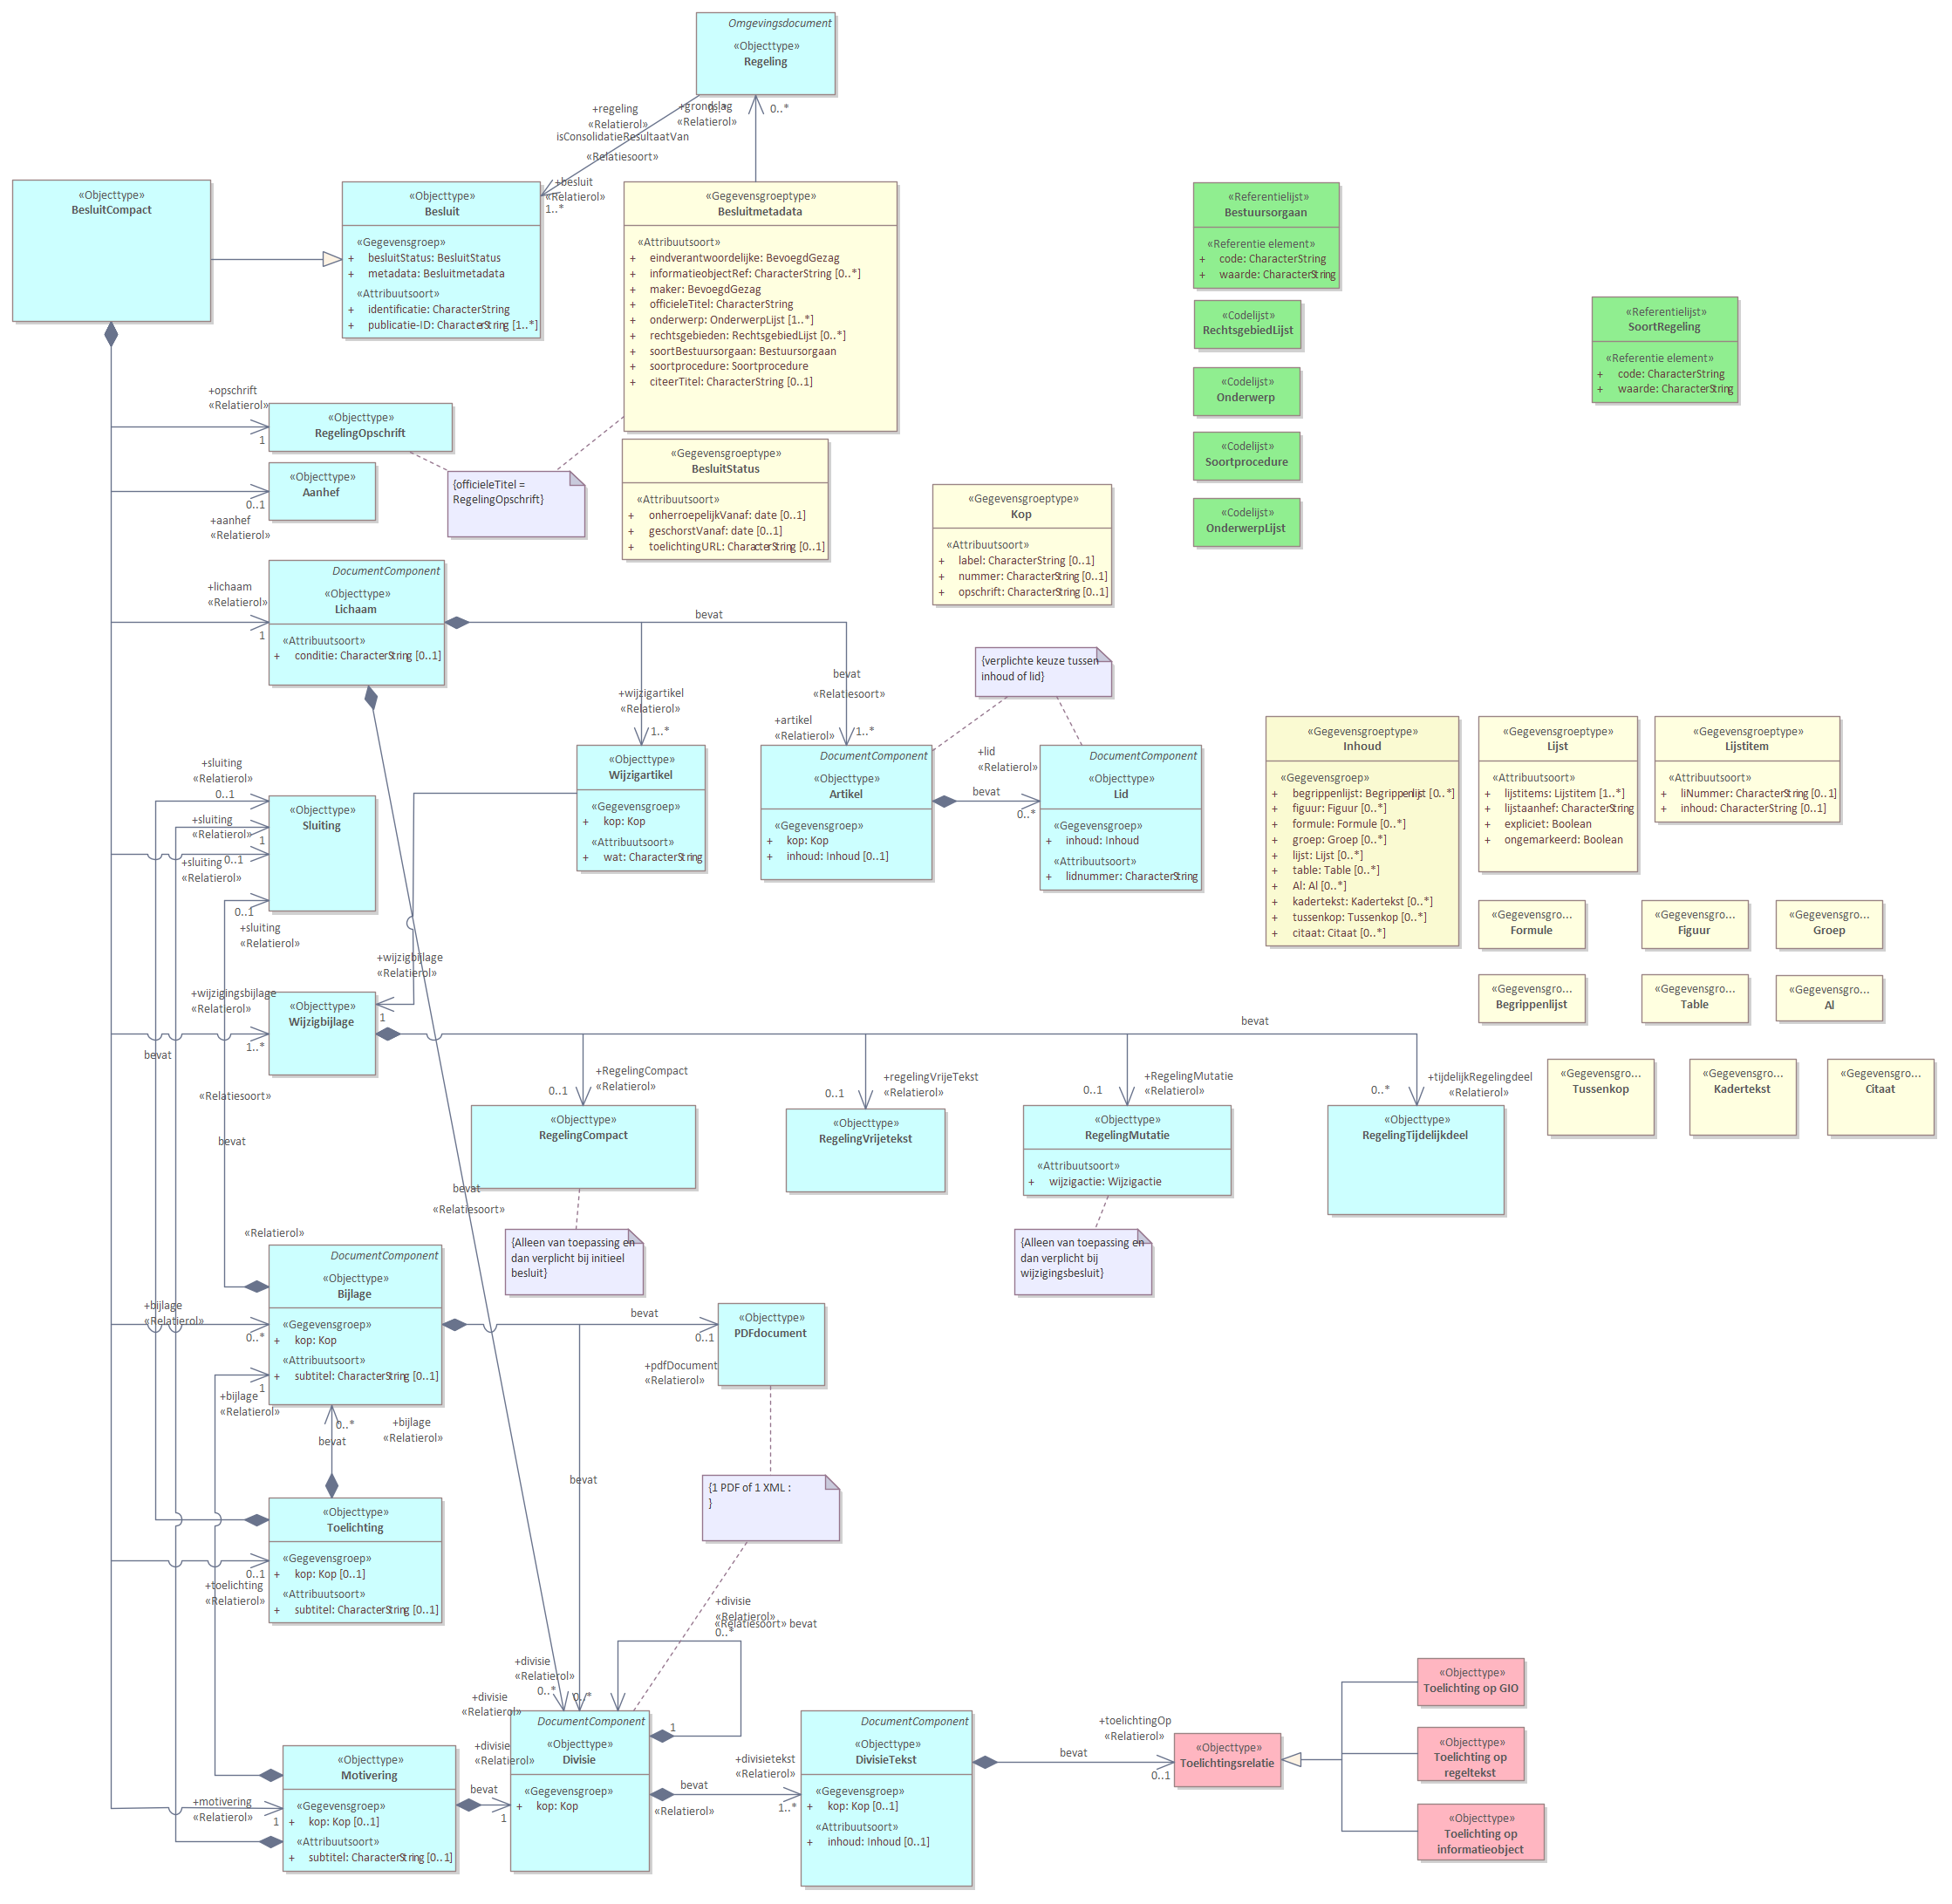 Omgevingsdocument
«Objecttype»
Regeling
+regeling
«Relatierol»
0..*
+grondslag
«Relatierol»
0..*
isConsolidatieResultaatVan
«Relatiesoort»
+besluit
«Relatierol»
1..*
«Objecttype»
BesluitCompact
«Objecttype»
Besluit
«Gegevensgroep»
+ besluitStatus: BesluitStatus
+ metadata: Besluitmetadata
«Attribuutsoort»
+ identificatie: CharacterString
+ publicatie-ID: CharacterString [1..*]
«Gegevensgroeptype»
Besluitmetadata
«Attribuutsoort»
+ eindverantwoordelijke: BevoegdGezag
+ informatieobjectRef: CharacterString [0..*]
+ maker: BevoegdGezag
+ officieleTitel: CharacterString
+ onderwerp: OnderwerpLijst [1..*]
+ rechtsgebieden: RechtsgebiedLijst [0..*]
+ soortBestuursorgaan: Bestuursorgaan
+ soortprocedure: Soortprocedure
+ citeerTitel: CharacterString [0..1]
«Referentielijst»
Bestuursorgaan
«Referentie element»
+ code: CharacterString
+ waarde: CharacterString
«Codelijst»
RechtsgebiedLijst
«Codelijst»
Onderwerp
«Codelijst»
Soortprocedure
«Codelijst»
OnderwerpLijst
«Referentielijst»
SoortRegeling
«Referentie element»
+ code: CharacterString
+ waarde: CharacterString
+opschrift
«Relatierol»
1
«Objecttype»
RegelingOpschrift
«Objecttype»
Aanhef
0..1
+aanhef
«Relatierol»
{officieleTitel =
RegelingOpschrift}
«Gegevensgroeptype»
BesluitStatus
«Attribuutsoort»
+ onherroepelijkVanaf: date [0..1]
+ geschorstVanaf: date [0..1]
+ toelichtingURL: CharacterString [0..1]
«Gegevensgroeptype»
Kop
«Attribuutsoort»
+ label: CharacterString [0..1]
+ nummer: CharacterString [0..1]
+ opschrift: CharacterString [0..1]
+lichaam
«Relatierol»
1
DocumentComponent
«Objecttype»
Lichaam
«Attribuutsoort»
+ conditie: CharacterString [0..1]
bevat
bevat
«Relatiesoort»
+wijzigartikel
«Relatierol»
1..*
+artikel
«Relatierol»
1..*
{verplichte keuze tussen
inhoud of lid}
«Objecttype»
Wijzigartikel
«Gegevensgroep»
+ kop: Kop
«Attribuutsoort»
+ wat: CharacterString
DocumentComponent
«Objecttype»
Artikel
«Gegevensgroep»
+ kop: Kop
+ inhoud: Inhoud [0..1]
+lid
«Relatierol»
bevat
0..*
DocumentComponent
«Objecttype»
Lid
«Gegevensgroep»
+ inhoud: Inhoud
«Attribuutsoort»
+ lidnummer: CharacterString
«Gegevensgroeptype»
Inhoud
«Gegevensgroep»
+ begrippenlijst: Begrippenlijst [0..*]
+ figuur: Figuur [0..*]
+ formule: Formule [0..*]
+ groep: Groep [0..*]
+ lijst: Lijst [0..*]
+ table: Table [0..*]
+ Al: Al [0..*]
+ kadertekst: Kadertekst [0..*]
+ tussenkop: Tussenkop [0..*]
+ citaat: Citaat [0..*]
«Gegevensgroeptype»
Lijst
«Attribuutsoort»
+ lijstitems: Lijstitem [1..*]
+ lijstaanhef: CharacterString
+ expliciet: Boolean
+ ongemarkeerd: Boolean
«Gegevensgroeptype»
Lijstitem
«Attribuutsoort»
+ liNummer: CharacterString [0..1]
+ inhoud: CharacterString [0..1]
«Gegevensgro...
Formule
«Gegevensgro...
Figuur
«Gegevensgro...
Groep
«Gegevensgro...
Begrippenlijst
«Gegevensgro...
Table
«Gegevensgro...
Al
«Gegevensgro...
Tussenkop
«Gegevensgro...
Kadertekst
«Gegevensgro...
Citaat
+sluiting
«Relatierol»
0..1
+sluiting
«Relatierol»
1
0..1
+sluiting
«Relatierol»
«Objecttype»
Sluiting
0..1
+sluiting
«Relatierol»
+wijzigbijlage
«Relatierol»
1
+wijzigingsbijlage
«Relatierol»
1..*
«Objecttype»
Wijzigbijlage
bevat
bevat
«Relatiesoort»
bevat
0..1
+RegelingCompact
«Relatierol»
0..1
+regelingVrijeTekst
«Relatierol»
0..1
+RegelingMutatie
«Relatierol»
0..*
+tijdelijkRegelingdeel
«Relatierol»
«Objecttype»
RegelingCompact
«Objecttype»
RegelingVrijetekst
«Objecttype»
RegelingMutatie
«Attribuutsoort»
+ wijzigactie: Wijzigactie
«Objecttype»
RegelingTijdelijkdeel
bevat
«Relatiesoort»
{Alleen van toepassing en
dan verplicht bij initieel
besluit}
{Alleen van toepassing en
dan verplicht bij
wijzigingsbesluit}
«Relatierol»
DocumentComponent
«Objecttype»
Bijlage
«Gegevensgroep»
+ kop: Kop
«Attribuutsoort»
+ subtitel: CharacterString [0..1]
+bijlage
«Relatierol»
0..*
1
+bijlage
«Relatierol»
bevat
0..1
«Objecttype»
PDFdocument
+pdfDocument
«Relatierol»
0..*
+bijlage
«Relatierol»
bevat
bevat
{1 PDF of 1 XML :
}
«Objecttype»
Toelichting
«Gegevensgroep»
+ kop: Kop [0..1]
«Attribuutsoort»
+ subtitel: CharacterString [0..1]
0..1
+toelichting
«Relatierol»
+divisie
«Relatierol»
«Relatiesoort» bevat
0..*
+divisie
«Relatierol»
0..*
0..*
+divisie
«Relatierol»
+divisie
«Relatierol»
DocumentComponent
«Objecttype»
Divisie
«Gegevensgroep»
+ kop: Kop
1
«Objecttype»
Motivering
«Gegevensgroep»
+ kop: Kop [0..1]
«Attribuutsoort»
+ subtitel: CharacterString [0..1]
+motivering
«Relatierol»
1
bevat
1
+divisietekst
«Relatierol»
bevat
«Relatierol»
1..*
DocumentComponent
«Objecttype»
DivisieTekst
«Gegevensgroep»
+ kop: Kop [0..1]
«Attribuutsoort»
+ inhoud: Inhoud [0..1]
+toelichtingOp
«Relatierol»
bevat
0..1
«Objecttype»
Toelichtingsrelatie
«Objecttype»
Toelichting op GIO
«Objecttype»
Toelichting op
regeltekst
«Objecttype»
Toelichting op
informatieobject